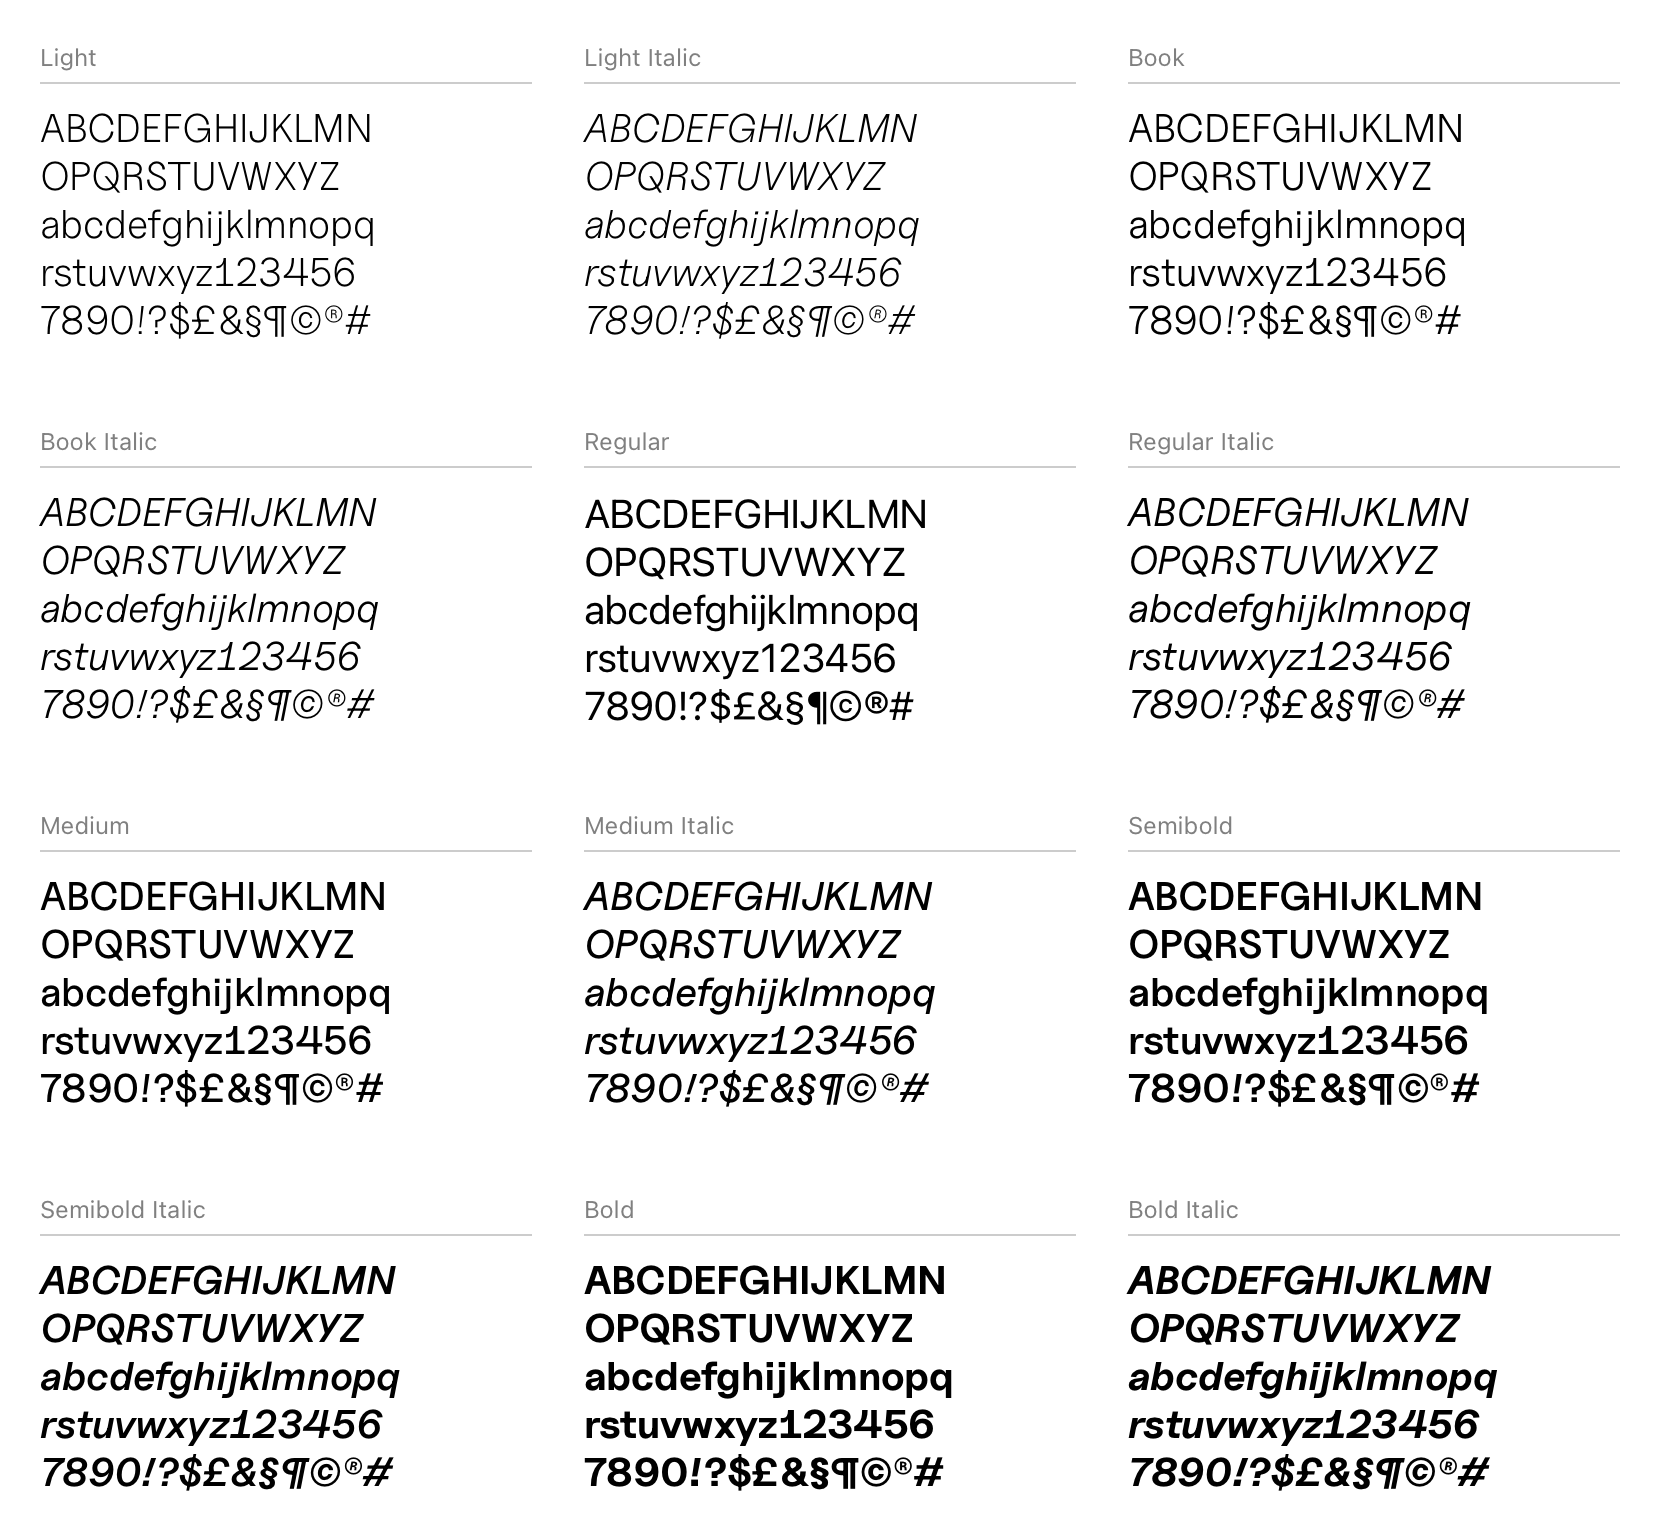 Light
ABCDEFGHIJKLMN
OPQRSTUVWXYZ
abcdefghijklmnopq
rstuvwxyz123456
7890!?$£&§¶©®#
Light Italic
ABCDEFGHIJKLMN
OPQRSTUVWXYZ
abcdefghijklmnopq
rstuvwxyz123456
7890!?$£&§¶©®#
Book
ABCDEFGHIJKLMN
OPQRSTUVWXYZ
abcdefghijklmnopq
rstuvwxyz123456
7890!?$£&§¶©®#
Book Italic
ABCDEFGHIJKLMN
OPQRSTUVWXYZ
abcdefghijklmnopq
rstuvwxyz123456
7890!?$£&§¶©®#
Regular
ABCDEFGHIJKLMN
OPQRSTUVWXYZ
abcdefghijklmnopq
rstuvwxyz123456
7890!?$£&§¶©®#
Regular Italic
ABCDEFGHIJKLMN
OPQRSTUVWXYZ
abcdefghijklmnopq
rstuvwxyz123456
7890!?$£&§¶©®#
Medium
ABCDEFGHIJKLMN
OPQRSTUVWXYZ
abcdefghijklmnopq
rstuvwxyz123456
7890!?$£&§¶©®#
Medium Italic
ABCDEFGHIJKLMN
OPQRSTUVWXYZ
abcdefghijklmnopq
rstuvwxyz123456
7890!?$£&§¶©®#
Semibold
ABCDEFGHIJKLMN
OPQRSTUVWXYZ
abcdefghijklmnopq
rstuvwxyz123456
7890!?$£&§¶©®#
Semibold Italic
ABCDEFGHIJKLMN
OPQRSTUVWXYZ
abcdefghijklmnopq
rstuvwxyz123456
7890!?$£&§¶©®#
Bold
ABCDEFGHIJKLMN
OPQRSTUVWXYZ
abcdefghijklmnopq
rstuvwxyz123456
7890!?$£&§¶©®#
Bold Italic
ABCDEFGHIJKLMN
OPQRSTUVWXYZ
abcdefghijklmnopq
rstuvwxyz123456
7890!?$£&§¶©®#